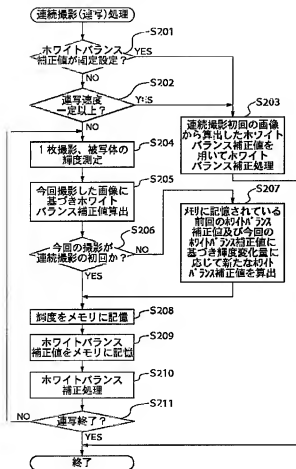 連続撮影(連写)処理
S201
ホワイトバランス
補正値が固定設定?
YES
NO
S202
連写速度
一定以上?
YES
NO
S203
連続撮影初回の画像
から算出したホワイト
バランス補正値を
用いてホワイト
バランス補正処理
S204
1枚撮影、被写体の
輝度測定
S205
今回撮影した画像に
基づきホワイト
バランス補正値算出
S206
今回の撮影が
連続撮影の初回か?
NO
YES
S207
メモリに記憶されている
前回のホワイトバランス
補正値及び今回の
ホワイトバランス補正値に
基づき輝度変化量に
応じて新たなホワイト
バランス補正値を算出
S208
輝度をメモリに記憶
S209
ホワイトバランス
補正値をメモリに記憶
S210
ホワイトバランス
補正処理
S211
連写終了?
NO
YES
終了